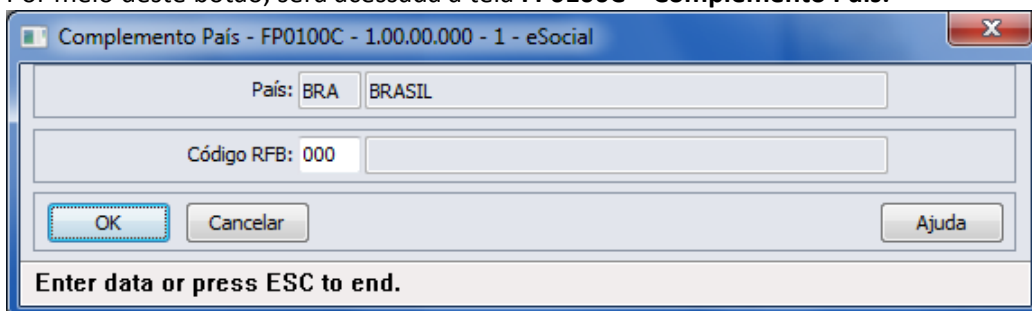 Por meio deste botão, será acessada a tela FP0100C – Complemento País.
Complemento País - FP0100C - 1.00.00.000 - 1 - eSocial
País: BRA BRASIL
Código RFB: 000
OK Cancelar Ajuda
Enter data or press ESC to end.